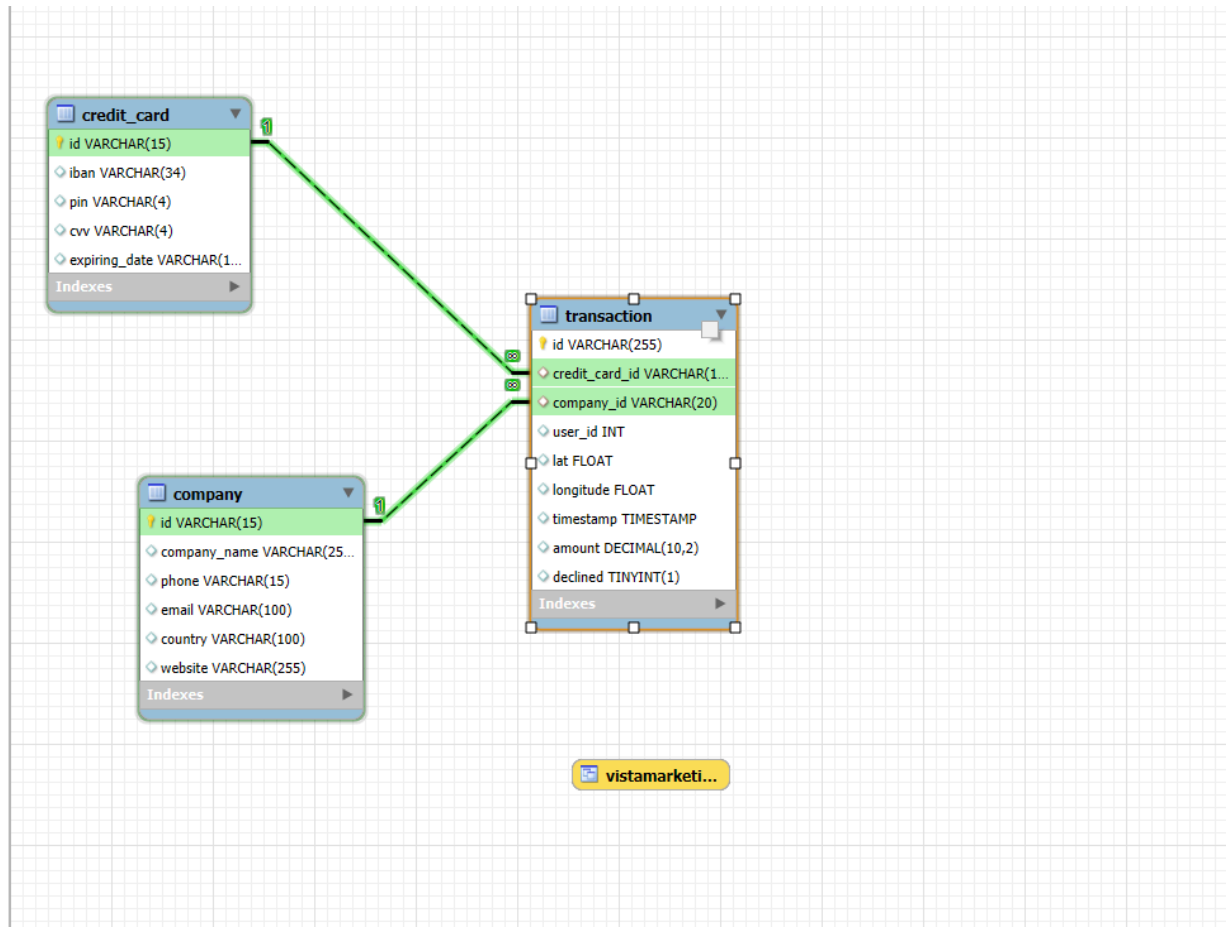 credit_card
1
id VARCHAR(15)
iban VARCHAR(34)
pin VARCHAR(4)
cvv VARCHAR(4)
expiring_date VARCHAR(1...
Indexes
transaction
id VARCHAR(255)
∞
credit_card_id VARCHAR(1...
∞
company_id VARCHAR(20)
user_id INT
lat FLOAT
longitude FLOAT
timestamp TIMESTAMP
amount DECIMAL(10,2)
declined TINYINT(1)
Indexes
company
1
id VARCHAR(15)
company_name VARCHAR(25...
phone VARCHAR(15)
email VARCHAR(100)
country VARCHAR(100)
website VARCHAR(255)
Indexes
vistamarketi...